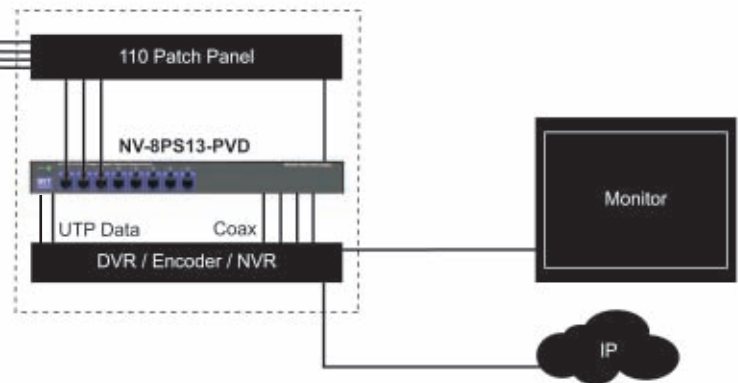 110 Patch Panel
NV-8PS13-PVD
UTP Data
Coax
DVR / Encoder / NVR
Monitor
IP